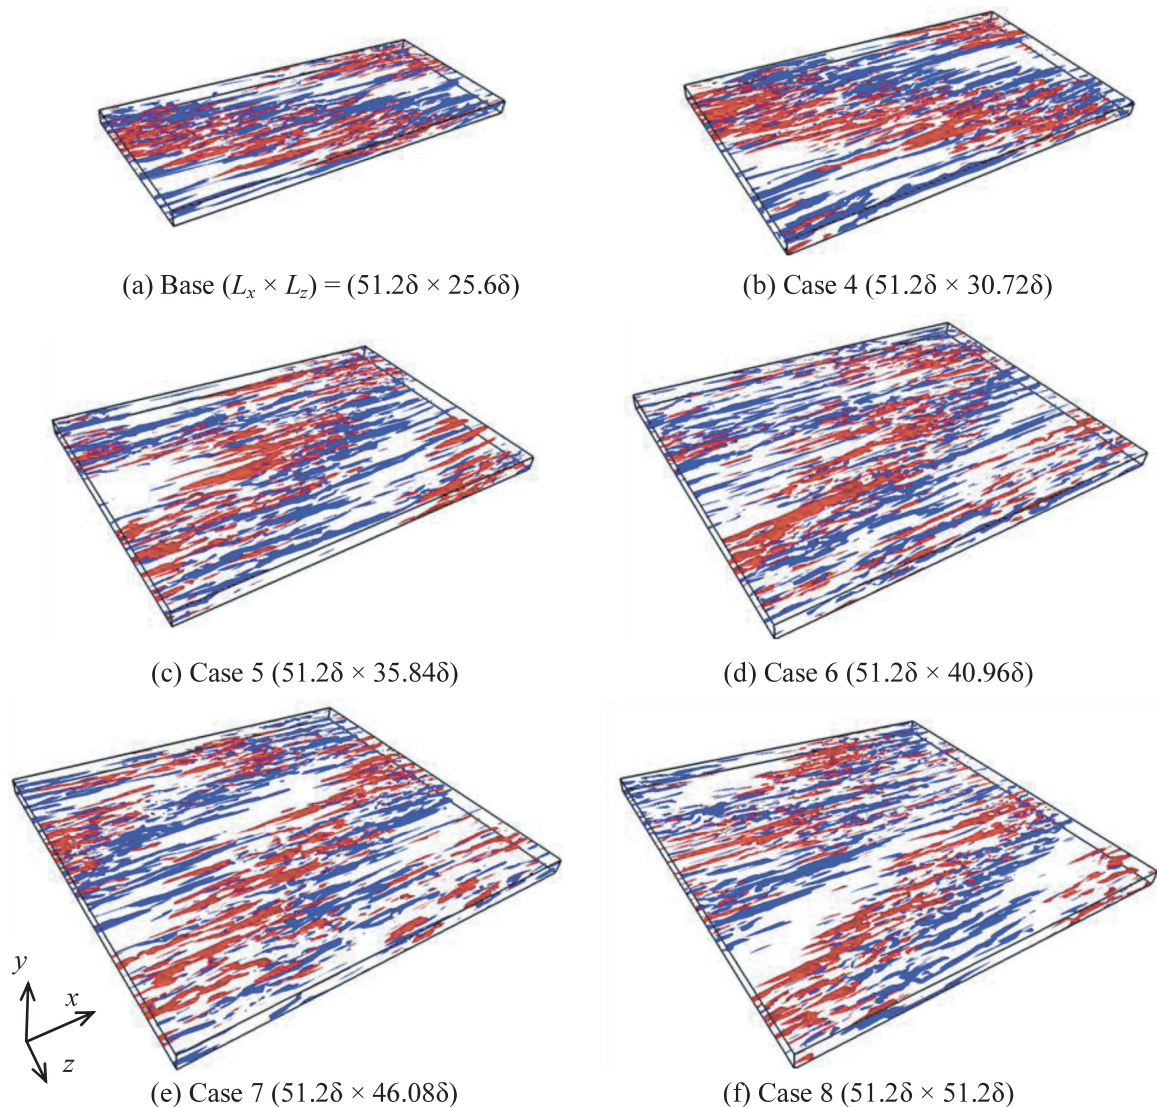 (a) Base (Lx × Lz) = (51.2δ × 25.6δ)
(b) Case 4 (51.2δ × 30.72δ)
(c) Case 5 (51.2δ × 35.84δ)
(d) Case 6 (51.2δ × 40.96δ)
y
x
z
(e) Case 7 (51.2δ × 46.08δ)
(f) Case 8 (51.2δ × 51.2δ)